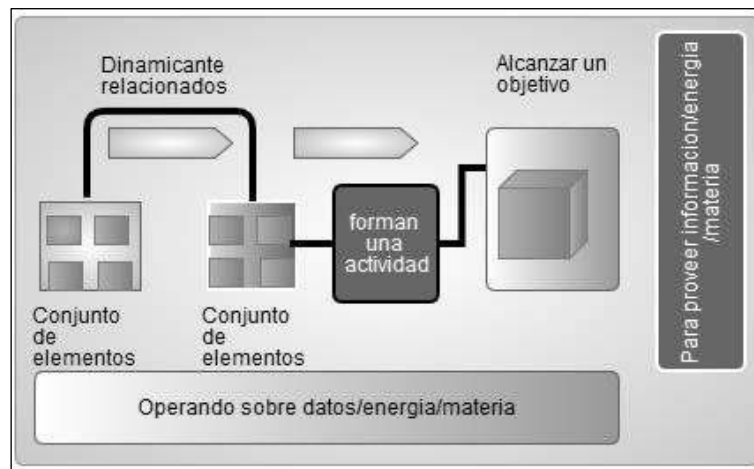 Dinamicante
relacionados
Alcanzar un
objetivo
forman
una
actividad
Conjunto
de
elementos
Conjunto
de
elementos
Operando sobre datos/energia/materia
Para proveer informacion/energia
/materia